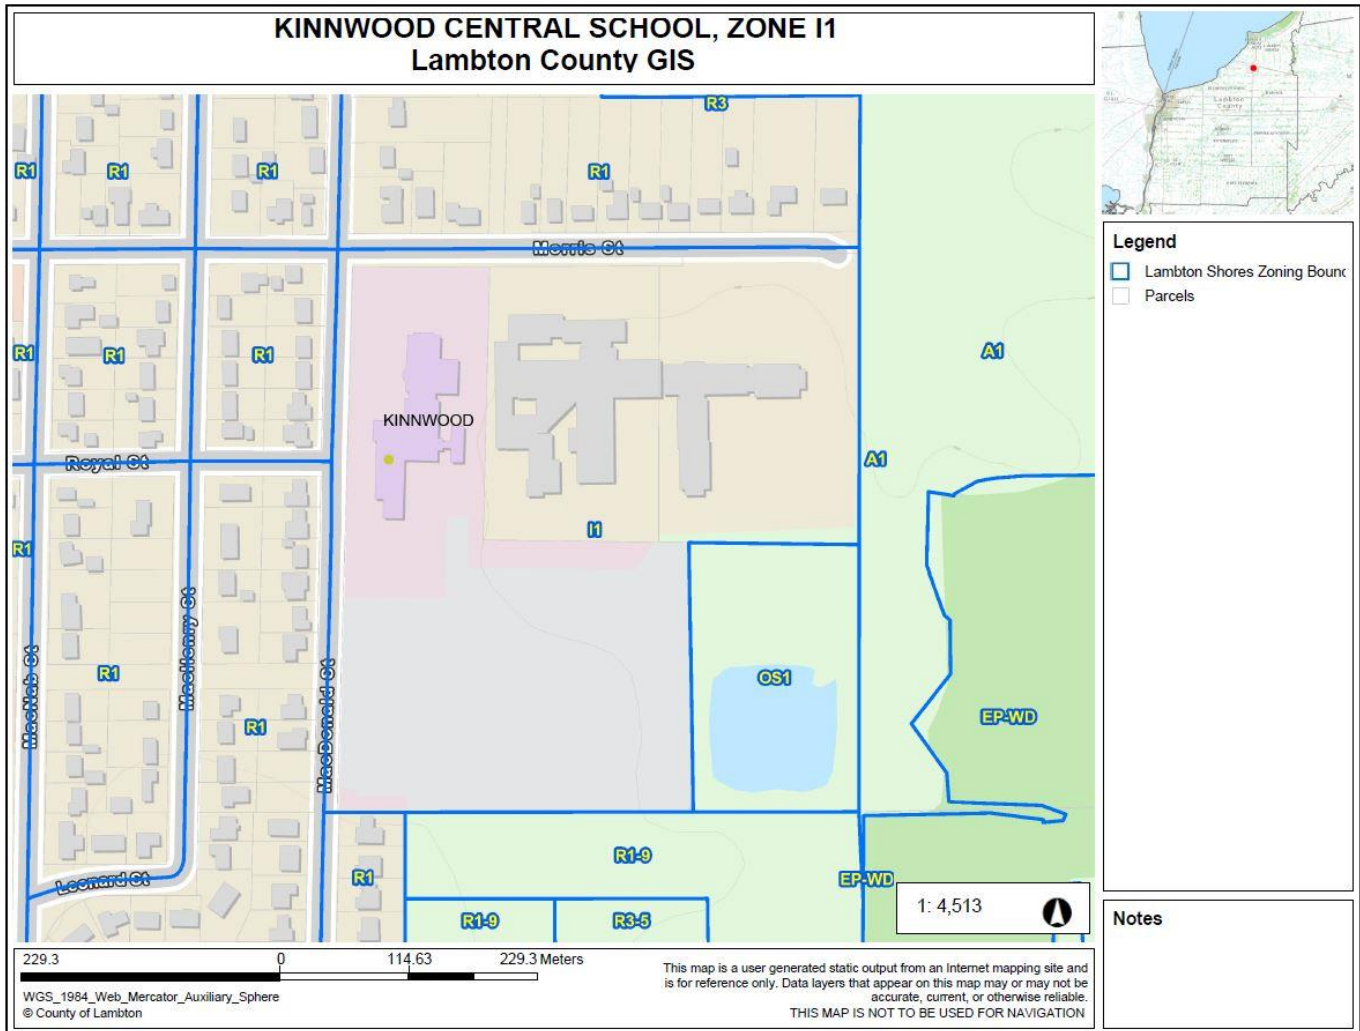 KINNWOOD CENTRAL SCHOOL, ZONE I1
Lambton County GIS
R3
R1
R1
R1
R1
Morris St
R1
R1
R1
A1
KINNWOOD
Royal St
A1
I1
R1
MacNab St
MacHenry St
MacDonald St
R1
R1
OS1
EP-WD
R1-9
R1
EP-WD
Leonard St
R1-9
R3-5
1: 4,513
Lambton
County
Legend
Lambton Shores Zoning Boun
Parcels
Notes
229.3
0
114.63
229.3 Meters
WGS_1984_Web_Mercator_Auxiliary_Sphere
© County of Lambton
This map is a user generated static output from an Internet mapping site and
is for reference only. Data layers that appear on this map may or may not be
accurate, current, or otherwise reliable.
THIS MAP IS NOT TO BE USED FOR NAVIGATION